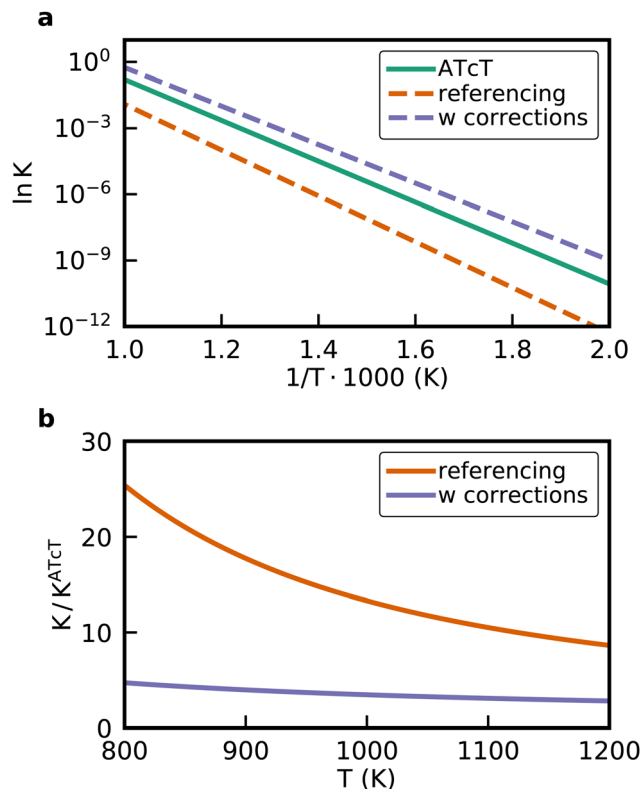 a
ln K
10⁰
10⁻³
10⁻⁶
10⁻⁹
10⁻¹²
ATcT
referencing
w corrections
1.0 1.2 1.4 1.6 1.8 2.0
1/T · 1000 (K)
b
K / K^ATcT
30
20
10
0
referencing
w corrections
800 900 1000 1100 1200
T (K)